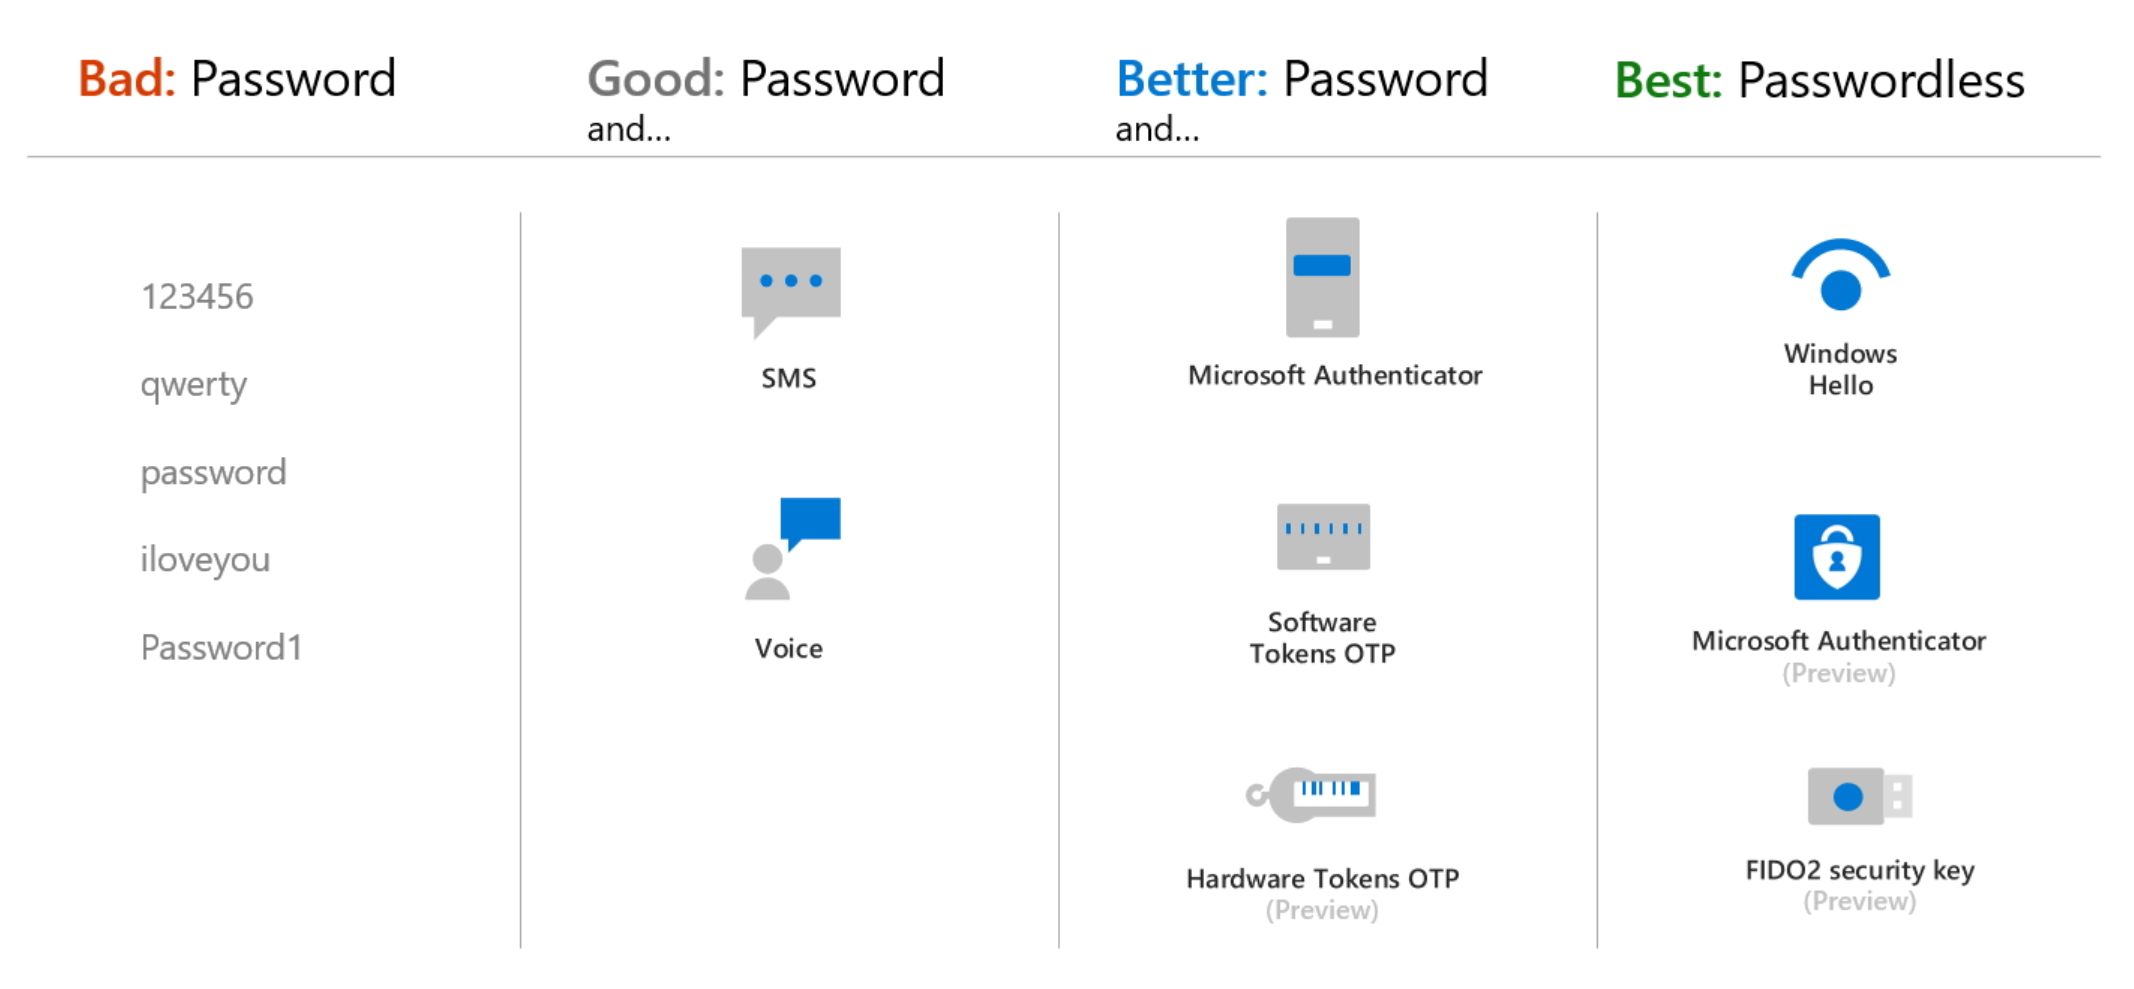 Bad: Password
Good: Password
and...
Better: Password
and...
Best: Passwordless
123456
qwerty
password
iloveyou
Password1
SMS
Voice
Microsoft Authenticator
Software
Tokens OTP
Hardware Tokens OTP
(Preview)
Windows
Hello
Microsoft Authenticator
(Preview)
FIDO2 security key
(Preview)